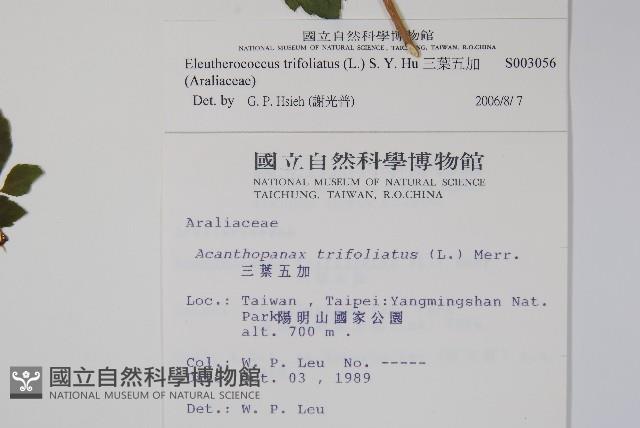 國立自然科學博物館
NATIONAL MUSEUM OF NATURAL SCIENCE, TAICHUNG, TAIWAN, R.O.CHINA
Eleutherococcus trifoliatus (L.) S. Y. Hu 三葉五加 S003056
(Araliaceae)
Det. by G. P. Hsieh (謝光普) 2006/8/7
國立自然科學博物館
NATIONAL MUSEUM OF NATURAL SCIENCE
TAICHUNG, TAIWAN, R.O.CHINA
Araliaceae
Acanthopanax trifoliatus (L.) Merr.
三葉五加
Loc.: Taiwan , Taipei:Yangmingshan Nat.
Park陽明山國家公園
alt. 700 m .
Col.: W. P. Leu No. -----
03 , 1989
Det.: W. P. Leu
國立自然科學博物館
NATIONAL MUSEUM OF NATURAL SCIENCE